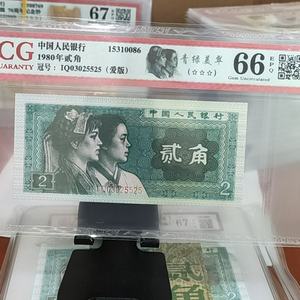 67
CG
GUARANTY
中国人民银行
1980年贰角
冠号：IQ03025525（爱版）
15310086
青绿美翠
(☆☆☆)
66 EPQ
Gem Uncirculated
中国人民银行
贰角
2
IQ03025525
2
67